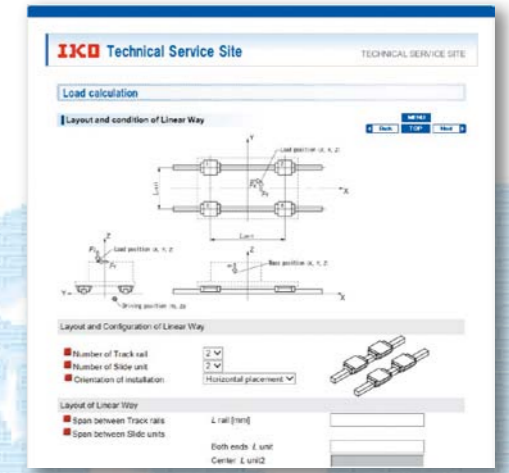 IKO Technical Service Site
TECHNICAL SERVICE SITE
Load calculation
Layout and condition of Linear Way
MENU
Back TOP Next
Y
Load position (X, Y, Z)
X
Z
Load position (X, Y, Z)
Z
Mass position (X, Y, Z)
Y
X
Driving position (Y, Z)
Layout and Configuration of Linear Way
Number of Track rail 2
Number of Slide unit 2
Orientation of installation Horizontal placement
Layout of Linear Way
Span between Track rails L rail [mm]
Span between Slide units
Both ends L unit
Center L unit2